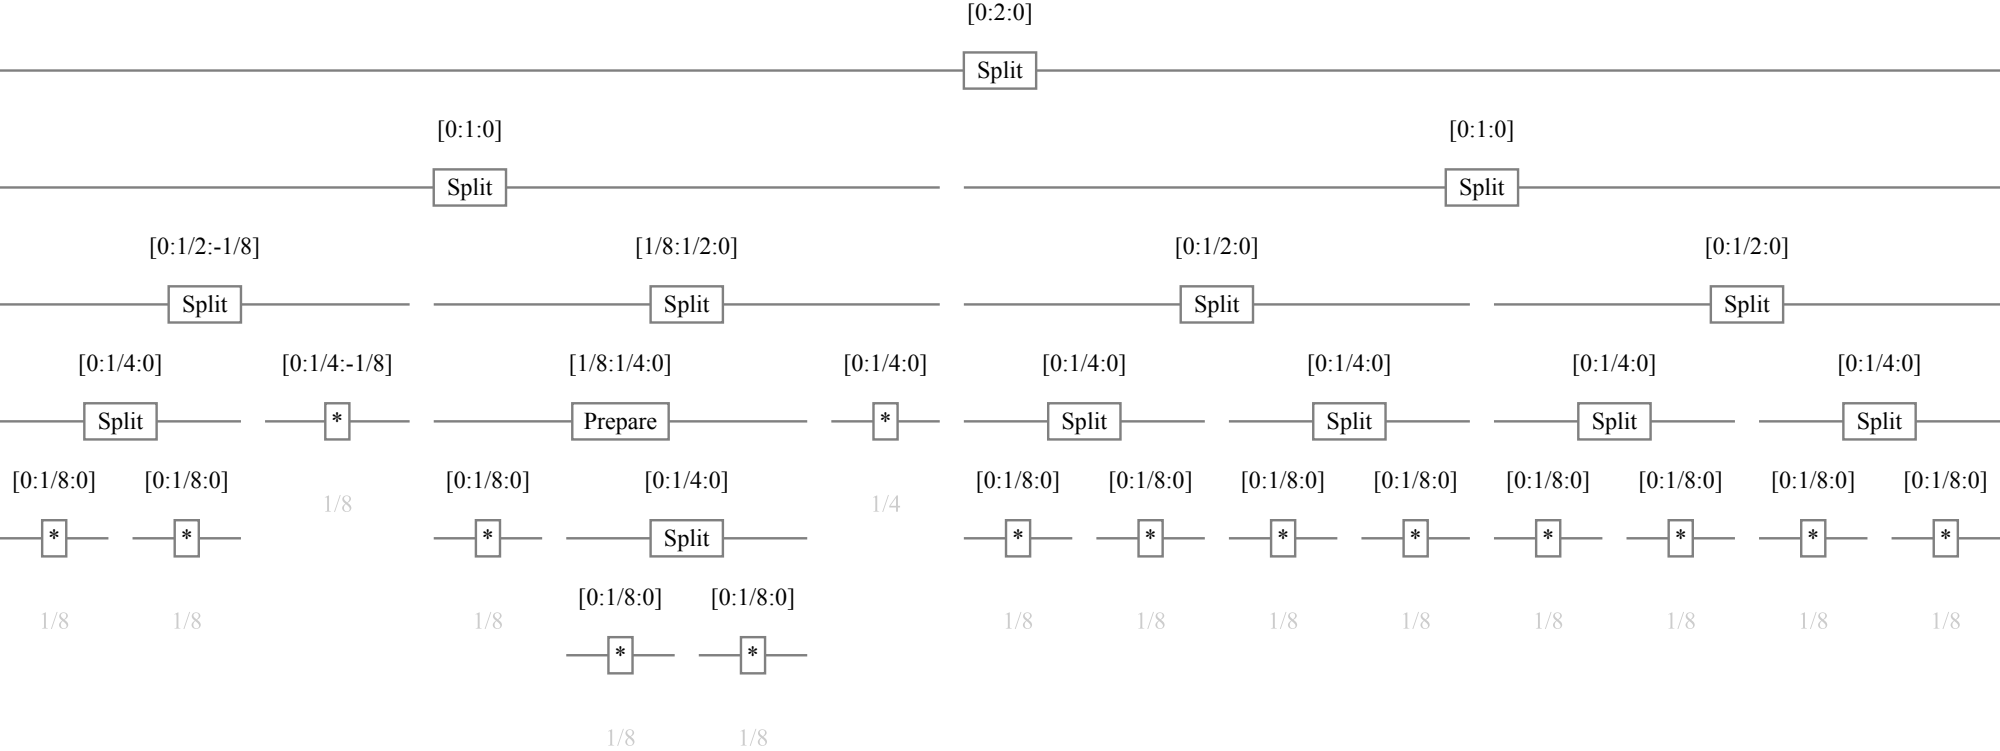 [0:2:0]
Split
[0:1:0] [0:1:0]
Split Split
[0:1/2:-1/8] [1/8:1/2:0] [0:1/2:0] [0:1/2:0]
Split Split Split Split
[0:1/4:0] [0:1/4:-1/8] [1/8:1/4:0] [0:1/4:0] [0:1/4:0] [0:1/4:0] [0:1/4:0] [0:1/4:0]
Split * Prepare * Split Split Split Split
[0:1/8:0] [0:1/8:0] [0:1/8:0] [0:1/4:0] [0:1/8:0] [0:1/8:0] [0:1/8:0] [0:1/8:0] [0:1/8:0] [0:1/8:0] [0:1/8:0] [0:1/8:0]
1/8 1/4
* * * Split * * * * * * * *
[0:1/8:0] [0:1/8:0]
1/8 1/8 1/8 1/8 1/8 1/8 1/8 1/8 1/8 1/8 1/8
* *
1/8 1/8